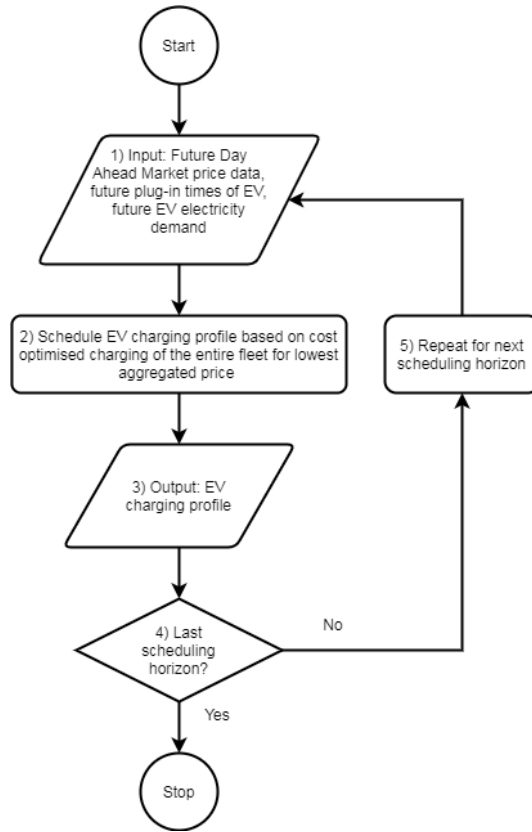 Start
1) Input: Future Day
Ahead Market price data,
future plug-in times of EV,
future EV electricity
demand
2) Schedule EV charging profile based on cost
optimised charging of the entire fleet for lowest
aggregated price
5) Repeat for next
scheduling horizon
3) Output: EV
charging profile
4) Last
scheduling
horizon?
No
Yes
Stop